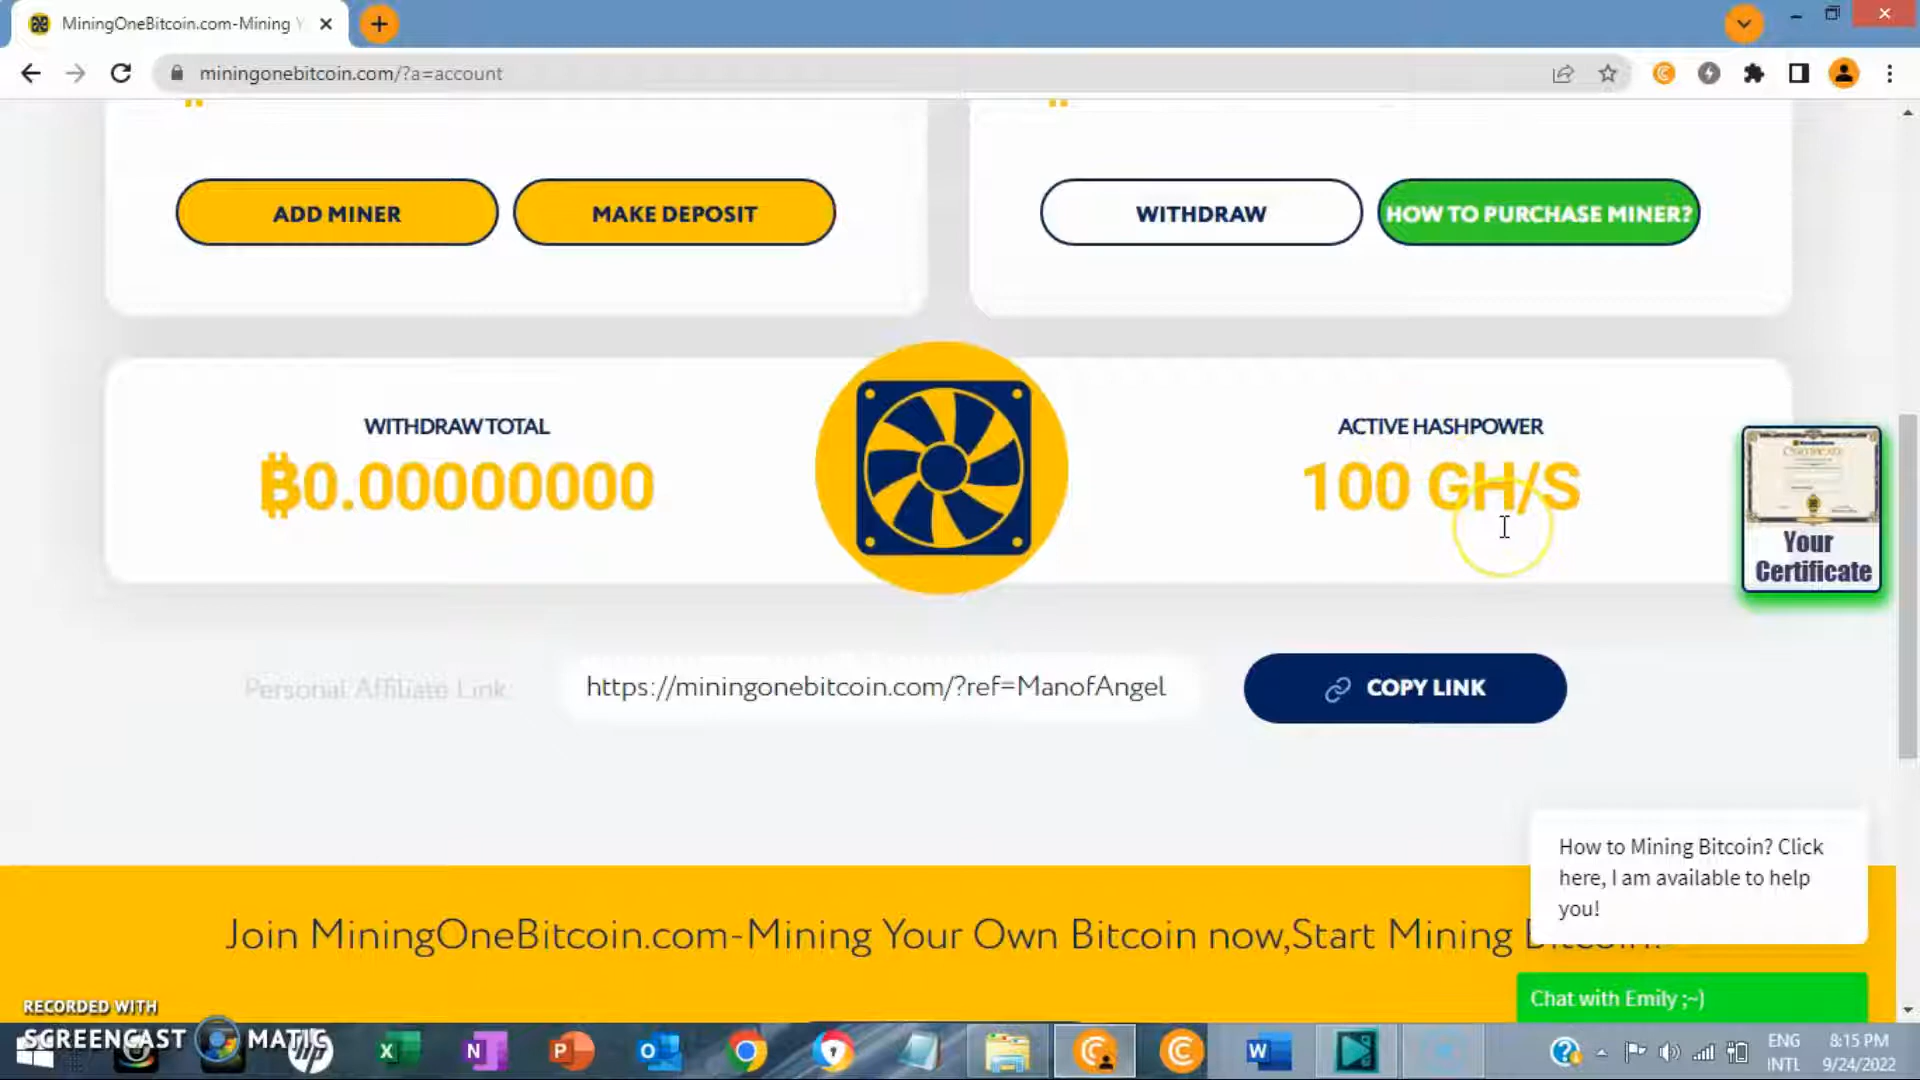 MiningOneBitcoin.com-Mining Y
miningonebitcoin.com/?a=account
ADD MINER
MAKE DEPOSIT
WITHDRAW
HOW TO PURCHASE MINER?
WITHDRAW TOTAL
₿0.00000000
ACTIVE HASHPOWER
100 GH/S
CERTIFICATE
Your
Certificate
Personal Affiliate Link
https://miningonebitcoin.com/?ref=ManofAngel
COPY LINK
How to Mining Bitcoin? Click
here, I am available to help
you!
Join MiningOneBitcoin.com-Mining Your Own Bitcoin now,Start Mining Bitcoin.
Chat with Emily ;~)
RECORDED WITH
SCREENCAST MATIC
ENG
INTL
8:15 PM
9/24/2022